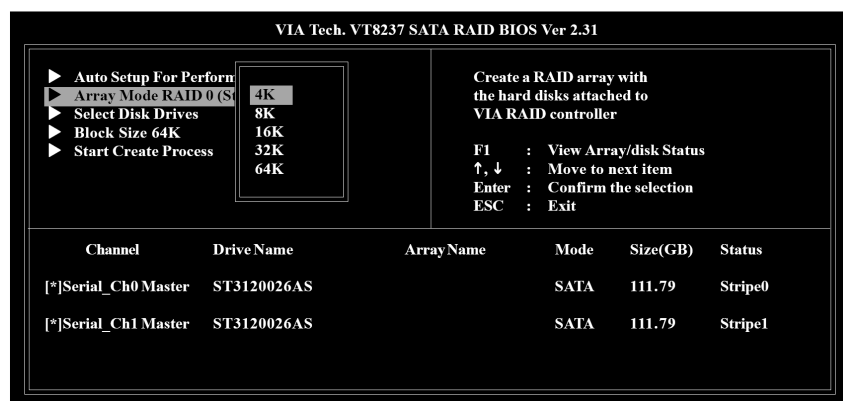 VIA Tech. VT8237 SATA RAID BIOS Ver 2.31
Auto Setup For Perform
Array Mode RAID 0 (St
Select Disk Drives
Block Size 64K
Start Create Process
4K
8K
16K
32K
64K
Create a RAID array with
the hard disks attached to
VIA RAID controller
F1 : View Array/disk Status
↑, ↓ : Move to next item
Enter : Confirm the selection
ESC : Exit
Channel Drive Name Array Name Mode Size(GB) Status
[*]Serial_Ch0 Master ST3120026AS SATA 111.79 Stripe0
[*]Serial_Ch1 Master ST3120026AS SATA 111.79 Stripe1